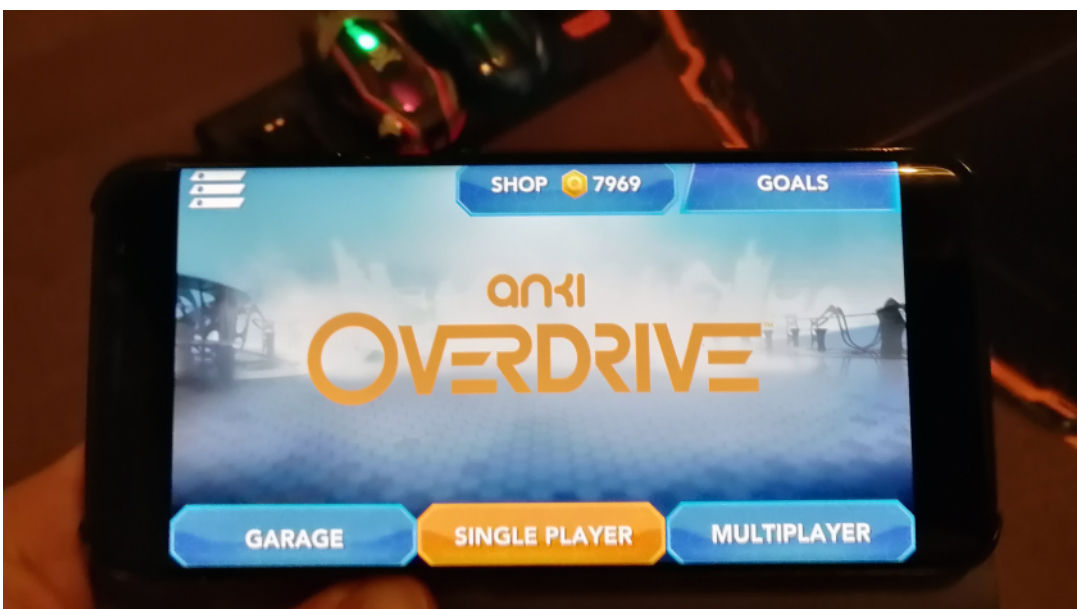 SHOP 7969
GOALS
anki
OVERDRIVE
GARAGE
SINGLE PLAYER
MULTIPLAYER